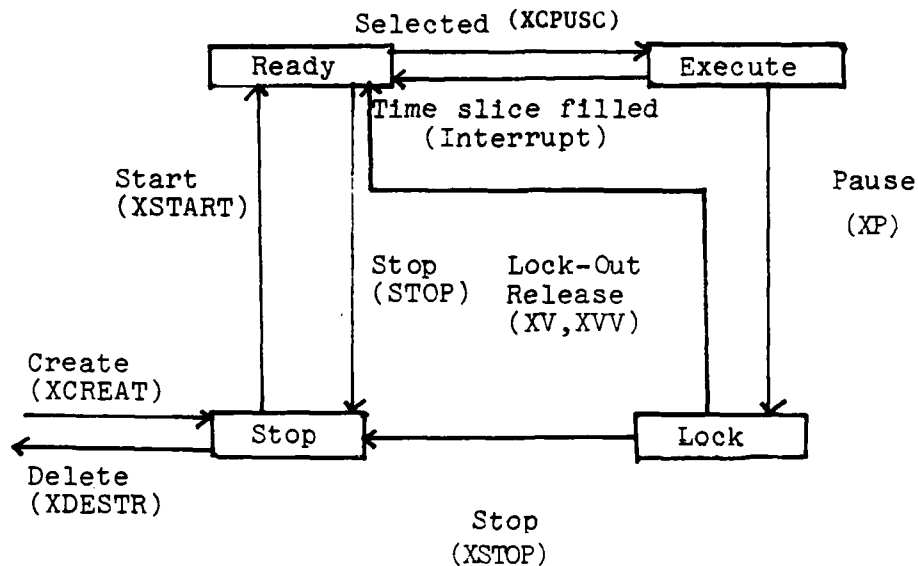 Selected (XCPUSC)
Ready
Execute
Time slice filled
(Interrupt)
Start
(XSTART)
Pause
(XP)
Stop
(STOP)
Lock-Out
Release
(XV,XVV)
Create
(XCREAT)
Stop
Lock
Delete
(XDESTR)
Stop
(XSTOP)